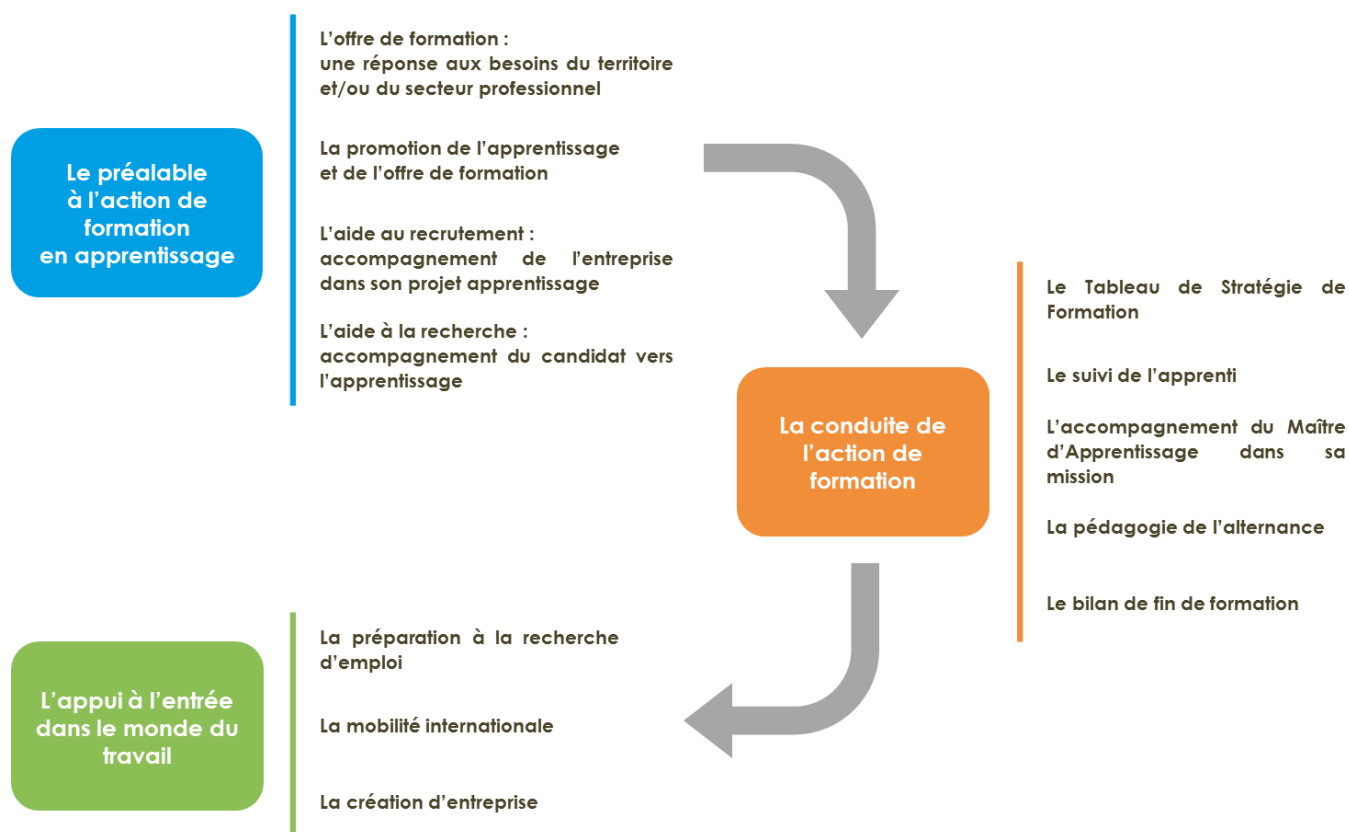 Le préalable
à l'action de
formation
en apprentissage
L'offre de formation :
une réponse aux besoins du territoire
et/ou du secteur professionnel
La promotion de l'apprentissage
et de l'offre de formation
L'aide au recrutement :
accompagnement de l'entreprise
dans son projet apprentissage
L'aide à la recherche :
accompagnement du candidat vers
l'apprentissage
La conduite de
l'action de
formation
Le Tableau de Stratégie de
Formation
Le suivi de l'apprenti
L'accompagnement du Maître
d'Apprentissage dans sa
mission
La pédagogie de l'alternance
Le bilan de fin de formation
L'appui à l'entrée
dans le monde du
travail
La préparation à la recherche
d'emploi
La mobilité internationale
La création d'entreprise